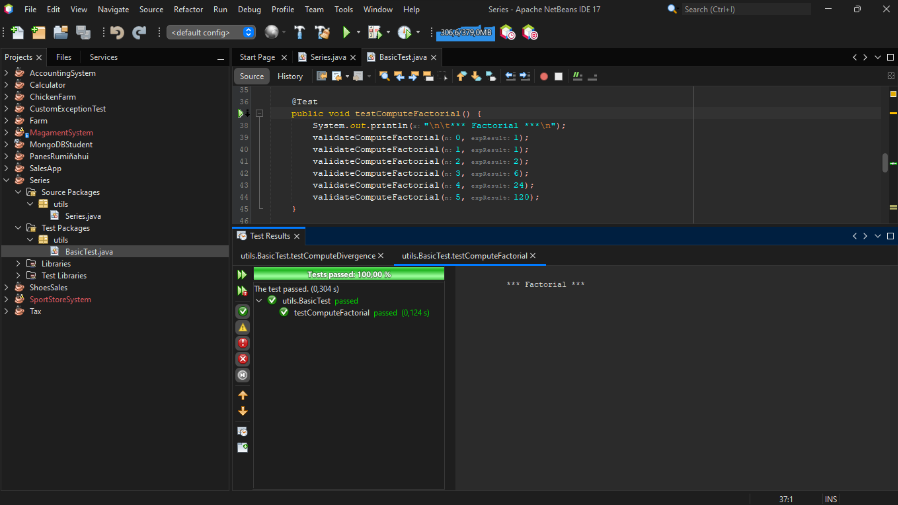 File Edit View Navigate Source Refactor Run Debug Profile Team Tools Window Help Series - Apache NetBeans IDE 17 Search (Ctrl+I)
<default config> 306,6/379,0MB
Projects Files Services
Start Page Series.java BasicTest.java
Source History
AccountingSystem
Calculator
ChickenFarm
CustomExceptionTest
Farm
MagamentSystem
MongoDBStudent
PanesRumiñahui
SalesApp
Series
Source Packages
utils
Series.java
Test Packages
utils
BasicTest.java
Libraries
Test Libraries
ShoesSales
SportStoreSystem
Tax
35
36 @Test
public void testComputeFactorial() {
38 System.out.println(x: "\n\t*** Factorial ***\n");
39 validateComputeFactorial(n: 0, expResult: 1);
40 validateComputeFactorial(n: 1, expResult: 1);
41 validateComputeFactorial(n: 2, expResult: 2);
42 validateComputeFactorial(n: 3, expResult: 6);
43 validateComputeFactorial(n: 4, expResult: 24);
44 validateComputeFactorial(n: 5, expResult: 120);
45 }
46
Test Results
utils.BasicTest.testComputeDivergence utils.BasicTest.testComputeFactorial
Tests passed: 100,00 %
The test passed. (0,304 s)
utils.BasicTest passed
testComputeFactorial passed (0,124 s)
*** Factorial ***
37:1 INS